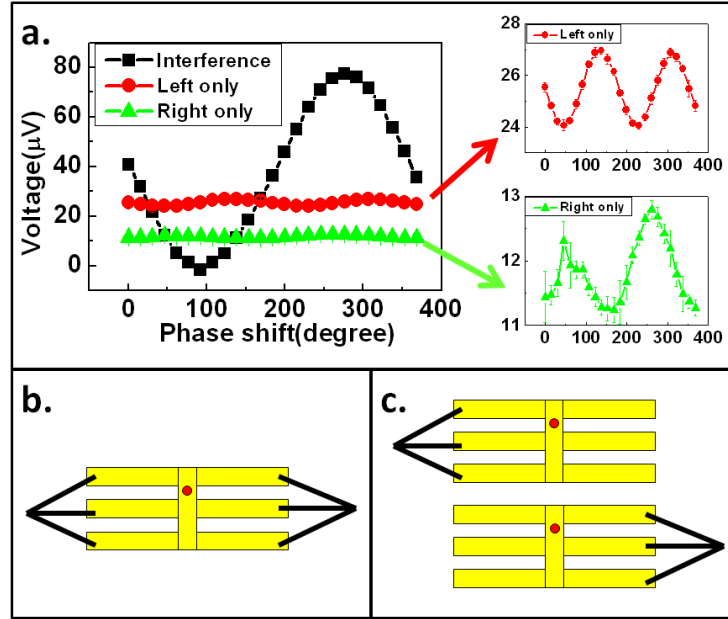 a.
Interference
Left only
Right only
Voltage(μV)
80
60
40
20
0
0 100 200 300 400
Phase shift(degree)
Left only
28
26
24
0 100 200 300 400
Right only
13
12
11
0 100 200 300 400
b.
c.